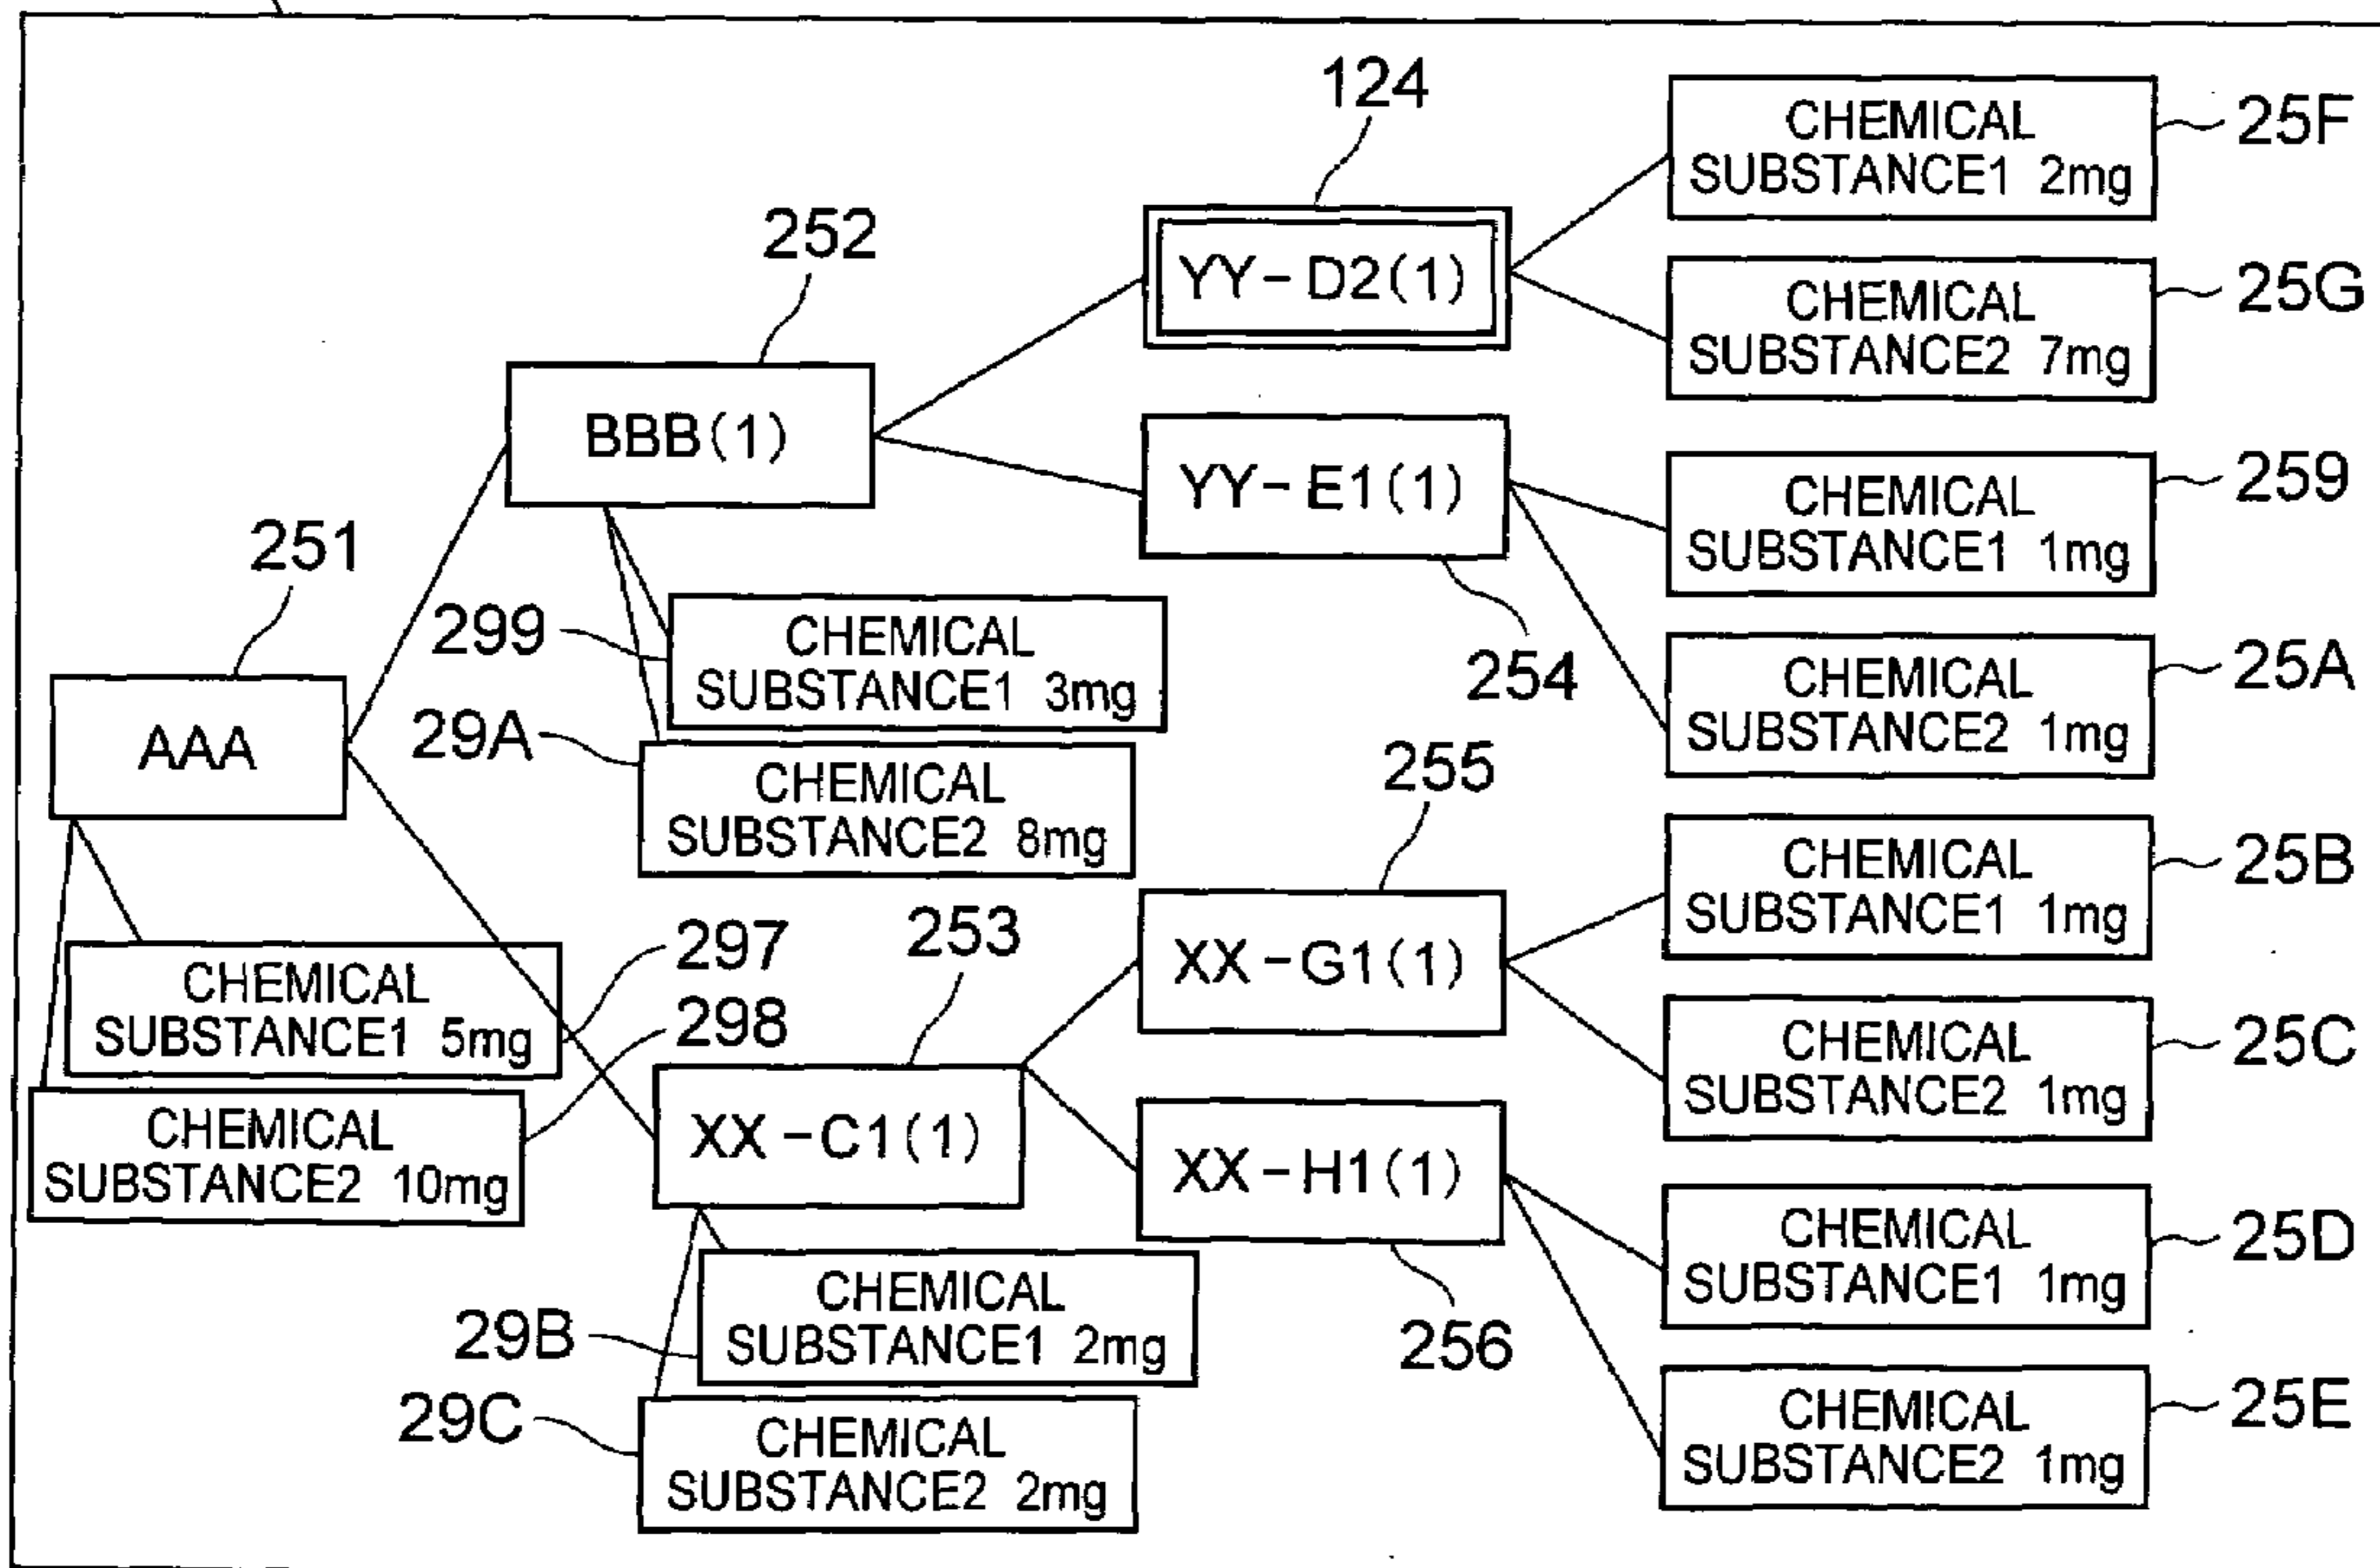 124
CHEMICAL
SUBSTANCE1 2mg
25F
252
YY-D2(1)
CHEMICAL
SUBSTANCE2 7mg
25G
BBB(1)
YY-E1(1)
CHEMICAL
SUBSTANCE1 1mg
259
251
299
CHEMICAL
SUBSTANCE1 3mg
254
CHEMICAL
SUBSTANCE2 1mg
25A
AAA
29A
CHEMICAL
SUBSTANCE2 8mg
255
CHEMICAL
SUBSTANCE1 1mg
25B
CHEMICAL
SUBSTANCE1 5mg
297
253
XX-G1(1)
CHEMICAL
SUBSTANCE2 1mg
25C
298
CHEMICAL
SUBSTANCE2 10mg
XX-C1(1)
XX-H1(1)
CHEMICAL
SUBSTANCE1 1mg
25D
29B
CHEMICAL
SUBSTANCE1 2mg
256
29C
CHEMICAL
SUBSTANCE2 2mg
CHEMICAL
SUBSTANCE2 1mg
25E